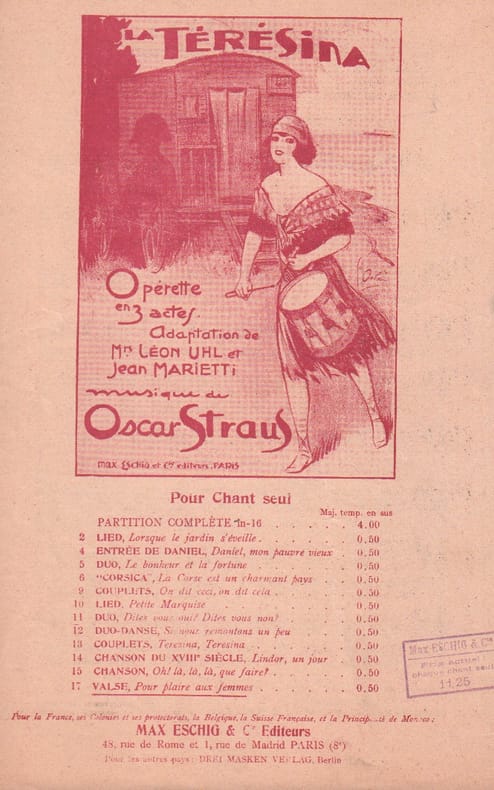 LA TÉRÉSina
Opérette
en 3 actes.
Adaptation de
Mrs LÉON UHL et
Jean MARIETTI
musique de
Oscar Straus
MAX. ESCHIG et Cie editeurs. PARIS
Pour Chant seul
Maj. temp. en sus
PARTITION COMPLÈTE in-16 . . . . . . 4.00
2 LIED, Lorsque le jardin s'éveille . . . . . 0.50
4 ENTRÉE DE DANIEL, Daniel, mon pauvre vieux . 0.50
5 DUO, Le bonheur et la fortune . . . . . 0.50
6 "CORSICA", La Corse est un charmant pays . . 0.50
9 COUPLETS, On dit ceci, on dit cela . . . . 0.50
10 LIED, Petite Marquise . . . . . . . 0.50
11 DUO, Dites vous oui? Dites vous non? . . . 0.50
12 DUO-DANSE, Si nous remontons un peu . . . 0.50
13 COUPLETS, Teresina, Teresina . . . . . 0.50
14 CHANSON DU XVIIIe SIÈCLE, Lindor, un jour . 0.50
15 CHANSON, Oh! là, là, là, que faire? . . . . 0.50
17 VALSE, Pour plaire aux femmes . . . . . 0.50
MAX ESCHIG & Cie
Prix actuel
chaque chant seul
11,25
Pour la France, ses Colonies et ses protectorats, la Belgique, la Suisse Française, et la Princip...té de Monaco:
MAX ESCHIG & Cie Editeurs
48, rue de Rome et 1, rue de Madrid PARIS (8e)
Pour les autres pays: DREI MASKEN VERLAG, Berlin